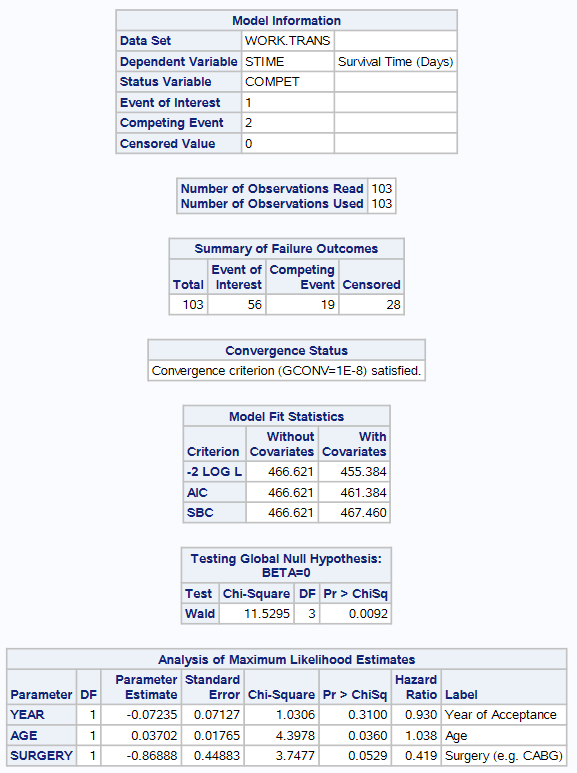 Model Information
Data Set WORK.TRANS
Dependent Variable STIME Survival Time (Days)
Status Variable COMPET
Event of Interest 1
Competing Event 2
Censored Value 0
Number of Observations Read 103
Number of Observations Used 103
Summary of Failure Outcomes
Event of Competing
Total Interest Event Censored
103 56 19 28
Convergence Status
Convergence criterion (GCONV=1E-8) satisfied.
Model Fit Statistics
Without With
Criterion Covariates Covariates
-2 LOG L 466.621 455.384
AIC 466.621 461.384
SBC 466.621 467.460
Testing Global Null Hypothesis:
BETA=0
Test Chi-Square DF Pr > ChiSq
Wald 11.5295 3 0.0092
Analysis of Maximum Likelihood Estimates
Parameter Standard Hazard
Parameter DF Estimate Error Chi-Square Pr > ChiSq Ratio Label
YEAR 1 -0.07235 0.07127 1.0306 0.3100 0.930 Year of Acceptance
AGE 1 0.03702 0.01765 4.3978 0.0360 1.038 Age
SURGERY 1 -0.86888 0.44883 3.7477 0.0529 0.419 Surgery (e.g. CABG)